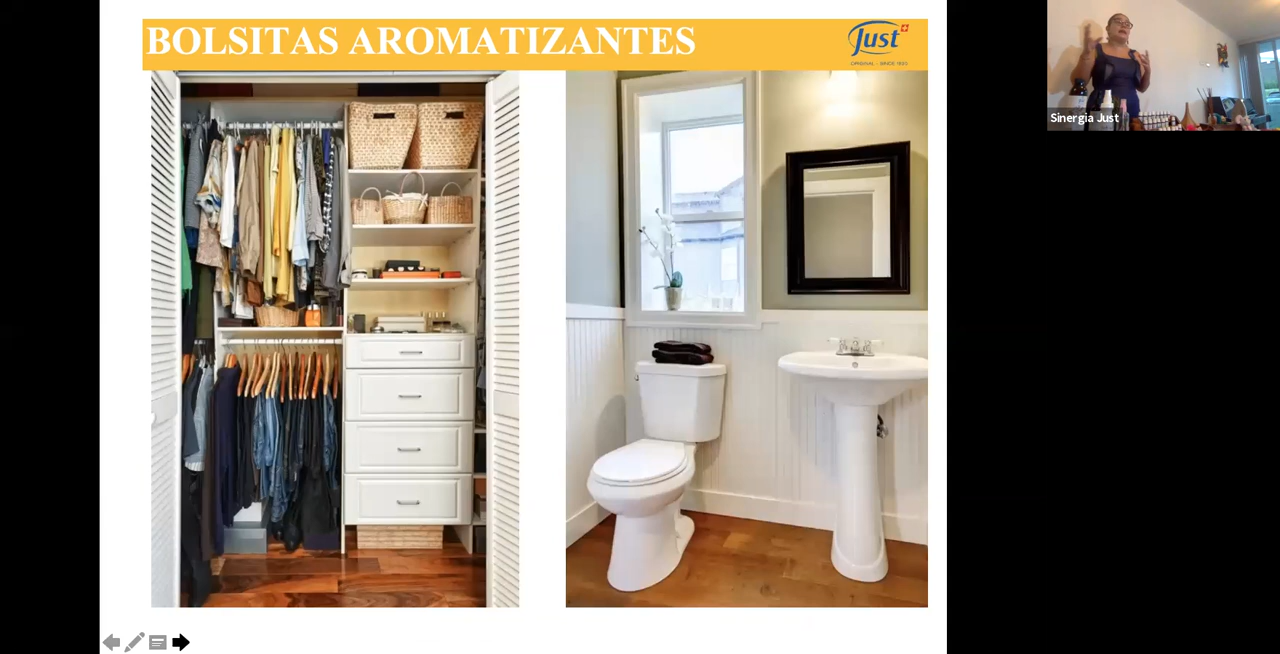 BOLSITAS AROMATIZANTES
Just
ORIGINAL - SINCE 1930
Sinergia Just